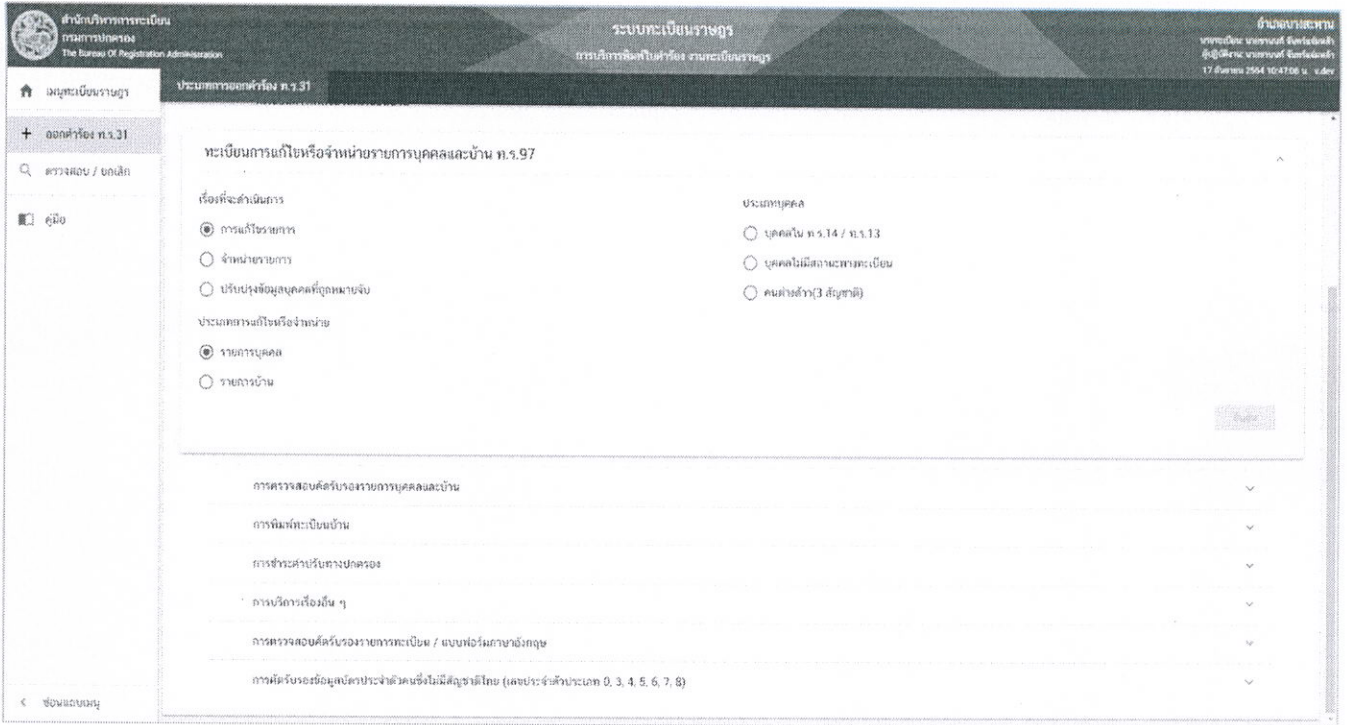 สำนักบริหารการทะเบียน
กรมการปกครอง
The Bureau Of Registration Administration
ระบบทะเบียนราษฎร
การบริการพิมพ์ใบคำร้อง งานทะเบียนราษฎร
อำเภอบางสะพาน
17 ธันวาคม 2564 10:47:06 น. v.dev
เมนูทะเบียนราษฎร
ประเภทการออกคำร้อง ท.ร.31
ออกคำร้อง ท.ร.31
ตรวจสอบ / ยกเลิก
คู่มือ
ทะเบียนการแก้ไขหรือจำหน่ายรายการบุคคลและบ้าน ท.ร.97
เรื่องที่จะดำเนินการ
ประเภทบุคคล
การแก้ไขรายการ
บุคคลใน ท.ร.14 / ท.ร.13
จำหน่ายรายการ
บุคคลไม่มีสถานะทางทะเบียน
ปรับปรุงข้อมูลบุคคลที่ถูกหมายจับ
คนต่างด้าว(3 สัญชาติ)
ประเภทการแก้ไขหรือจำหน่าย
รายการบุคคล
รายการบ้าน
การตรวจสอบคัดรับรองรายการบุคคลและบ้าน
การพิมพ์ทะเบียนบ้าน
การชำระค่าปรับทางปกครอง
การบริการเรื่องอื่น ๆ
การตรวจสอบคัดรับรองรายการทะเบียน / แบบฟอร์มภาษาอังกฤษ
การคัดรับรองข้อมูลบัตรประจำตัวคนซึ่งไม่มีสัญชาติไทย (เลขประจำตัวประเภท 0, 3, 4, 5, 6, 7, 8)
ซ่อนแถบเมนู